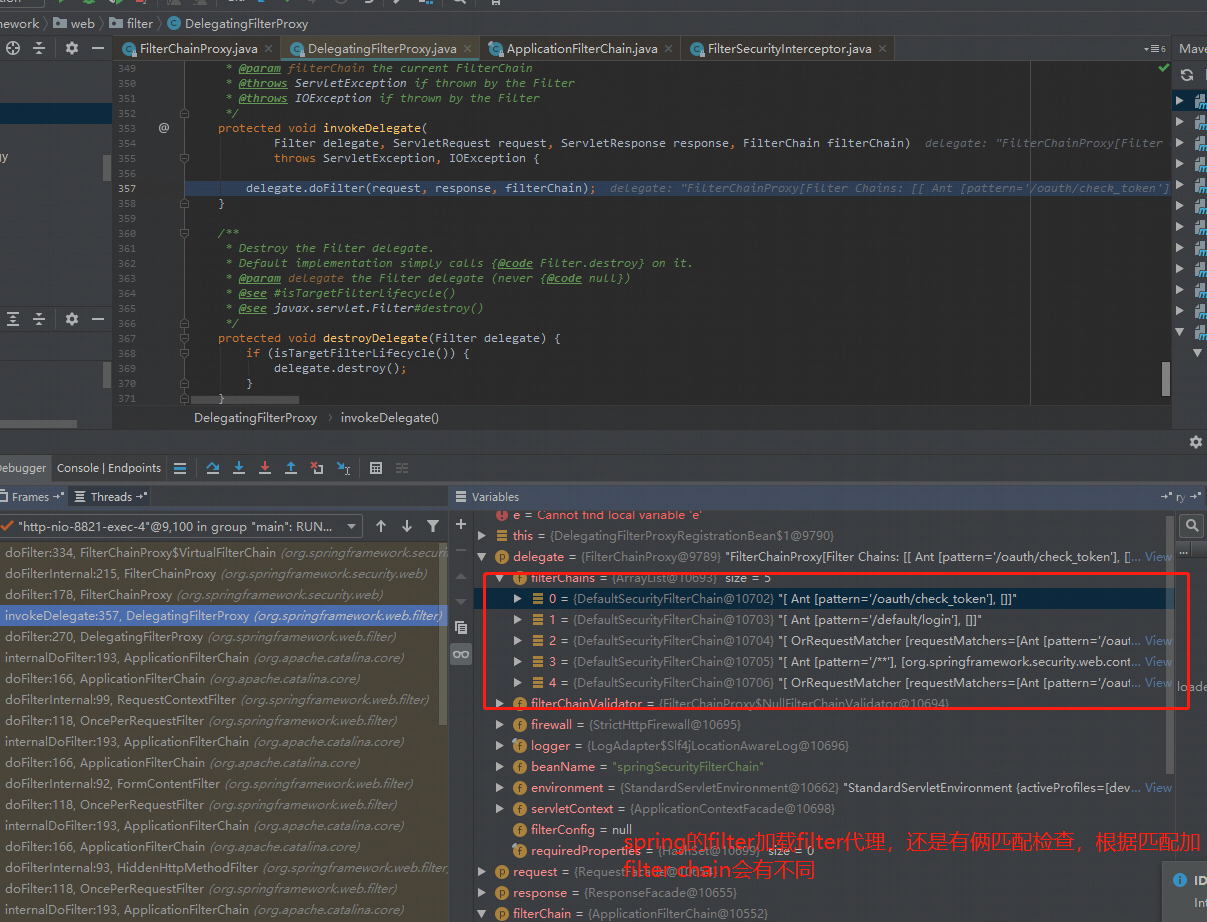 mework web filter DelegatingFilterProxy
FilterChainProxy.java DelegatingFilterProxy.java ApplicationFilterChain.java FilterSecurityInterceptor.java 6 Mave
349 * @param filterChain the current FilterChain
350 * @throws ServletException if thrown by the Filter
351 * @throws IOException if thrown by the Filter
352 */
353 @ protected void invokeDelegate(
354 Filter delegate, ServletRequest request, ServletResponse response, FilterChain filterChain) delegate: "FilterChainProxy[Filter
355 throws ServletException, IOException {
356
357 delegate.doFilter(request, response, filterChain); delegate: "FilterChainProxy[Filter Chains: [[ Ant [pattern='/oauth/check_token']
358 }
359
360 /**
361 * Destroy the Filter delegate.
362 * Default implementation simply calls {@code Filter.destroy} on it.
363 * @param delegate the Filter delegate (never {@code null})
364 * @see #isTargetFilterLifecycle()
365 * @see javax.servlet.Filter#destroy()
366 */
367 protected void destroyDelegate(Filter delegate) {
368 if (isTargetFilterLifecycle()) {
369 delegate.destroy();
370 }
371 }
DelegatingFilterProxy › invokeDelegate()
ebugger Console | Endpoints
Frames Threads
"http-nio-8821-exec-4"@9,100 in group "main": RUN...
doFilter:334, FilterChainProxy$VirtualFilterChain (org.springframework.securi
doFilterInternal:215, FilterChainProxy (org.springframework.security.web)
doFilter:178, FilterChainProxy (org.springframework.security.web)
invokeDelegate:357, DelegatingFilterProxy (org.springframework.web.filter)
doFilter:270, DelegatingFilterProxy (org.springframework.web.filter)
internalDoFilter:193, ApplicationFilterChain (org.apache.catalina.core)
doFilter:166, ApplicationFilterChain (org.apache.catalina.core)
doFilterInternal:99, RequestContextFilter (org.springframework.web.filter)
doFilter:118, OncePerRequestFilter (org.springframework.web.filter)
internalDoFilter:193, ApplicationFilterChain (org.apache.catalina.core)
doFilter:166, ApplicationFilterChain (org.apache.catalina.core)
doFilterInternal:92, FormContentFilter (org.springframework.web.filter)
doFilter:118, OncePerRequestFilter (org.springframework.web.filter)
internalDoFilter:193, ApplicationFilterChain (org.apache.catalina.core)
doFilter:166, ApplicationFilterChain (org.apache.catalina.core)
doFilterInternal:93, HiddenHttpMethodFilter (org.springframework.web.filter)
doFilter:118, OncePerRequestFilter (org.springframework.web.filter)
internalDoFilter:193, ApplicationFilterChain (org.apache.catalina.core)
Variables ry
e = Cannot find local variable 'e'
this = {DelegatingFilterProxyRegistrationBean$1@9790}
delegate = {FilterChainProxy@9789} "FilterChainProxy[Filter Chains: [[ Ant [pattern='/oauth/check_token'], []... View
filterChains = {ArrayList@10693} size = 5
0 = {DefaultSecurityFilterChain@10702} "[ Ant [pattern='/oauth/check_token'], []]"
1 = {DefaultSecurityFilterChain@10703} "[ Ant [pattern='/default/login'], []]"
2 = {DefaultSecurityFilterChain@10704} "[ OrRequestMatcher [requestMatchers=[Ant [pattern='/oaut... View
3 = {DefaultSecurityFilterChain@10705} "[ Ant [pattern='/**'], [org.springframework.security.web.cont... View
4 = {DefaultSecurityFilterChain@10706} "[ OrRequestMatcher [requestMatchers=[Ant [pattern='/oaut... View
filterChainValidator = {FilterChainProxy$NullFilterChainValidator@10694}
firewall = {StrictHttpFirewall@10695}
logger = {LogAdapter$Slf4jLocationAwareLog@10696}
beanName = "springSecurityFilterChain"
environment = {StandardServletEnvironment@10662} "StandardServletEnvironment {activeProfiles=[dev... View
servletContext = {ApplicationContextFacade@10698}
filterConfig = null
requiredProperties = {HashSet@10699} size = 0
spring的filter加载filter代理，还是有俩匹配检查，根据匹配加
filter chain会有不同
request = {RequestFacade@10654}
response = {ResponseFacade@10655}
filterChain = {ApplicationFilterChain@10552}
loade